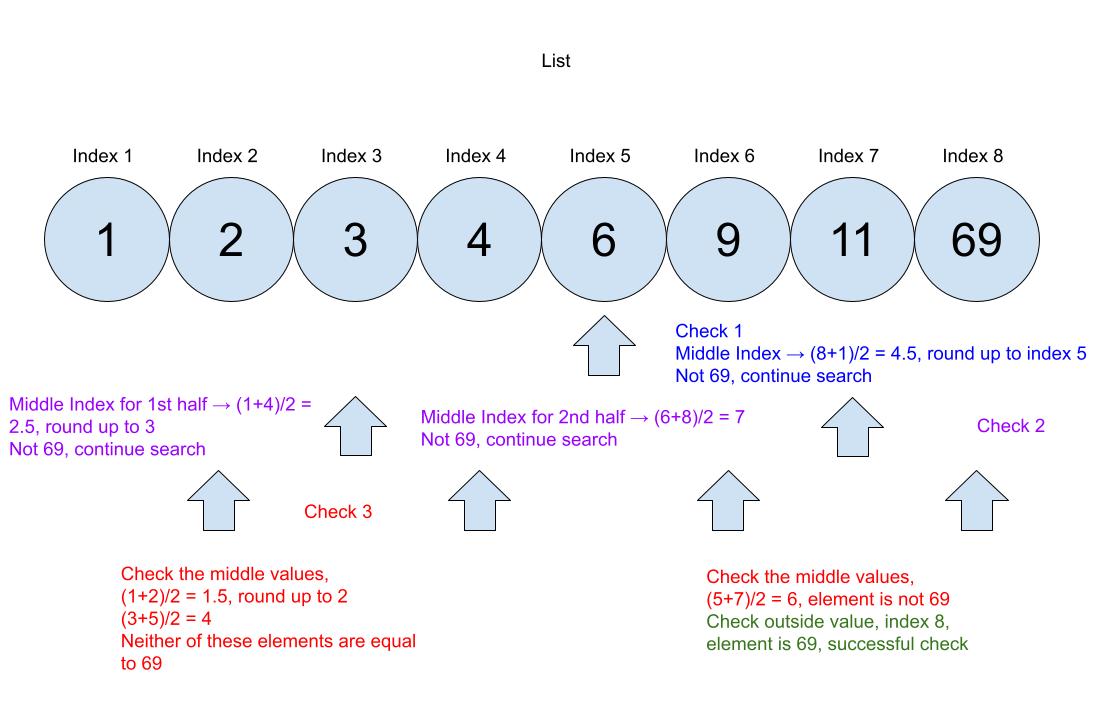 List
Index 1 Index 2 Index 3 Index 4 Index 5 Index 6 Index 7 Index 8
1 2 3 4 6 9 11 69
Check 1
Middle Index → (8+1)/2 = 4.5, round up to index 5
Not 69, continue search
Middle Index for 1st half → (1+4)/2 =
2.5, round up to 3
Not 69, continue search
Middle Index for 2nd half → (6+8)/2 = 7
Not 69, continue search
Check 2
Check 3
Check the middle values,
(1+2)/2 = 1.5, round up to 2
(3+5)/2 = 4
Neither of these elements are equal
to 69
Check the middle values,
(5+7)/2 = 6, element is not 69
Check outside value, index 8,
element is 69, successful check